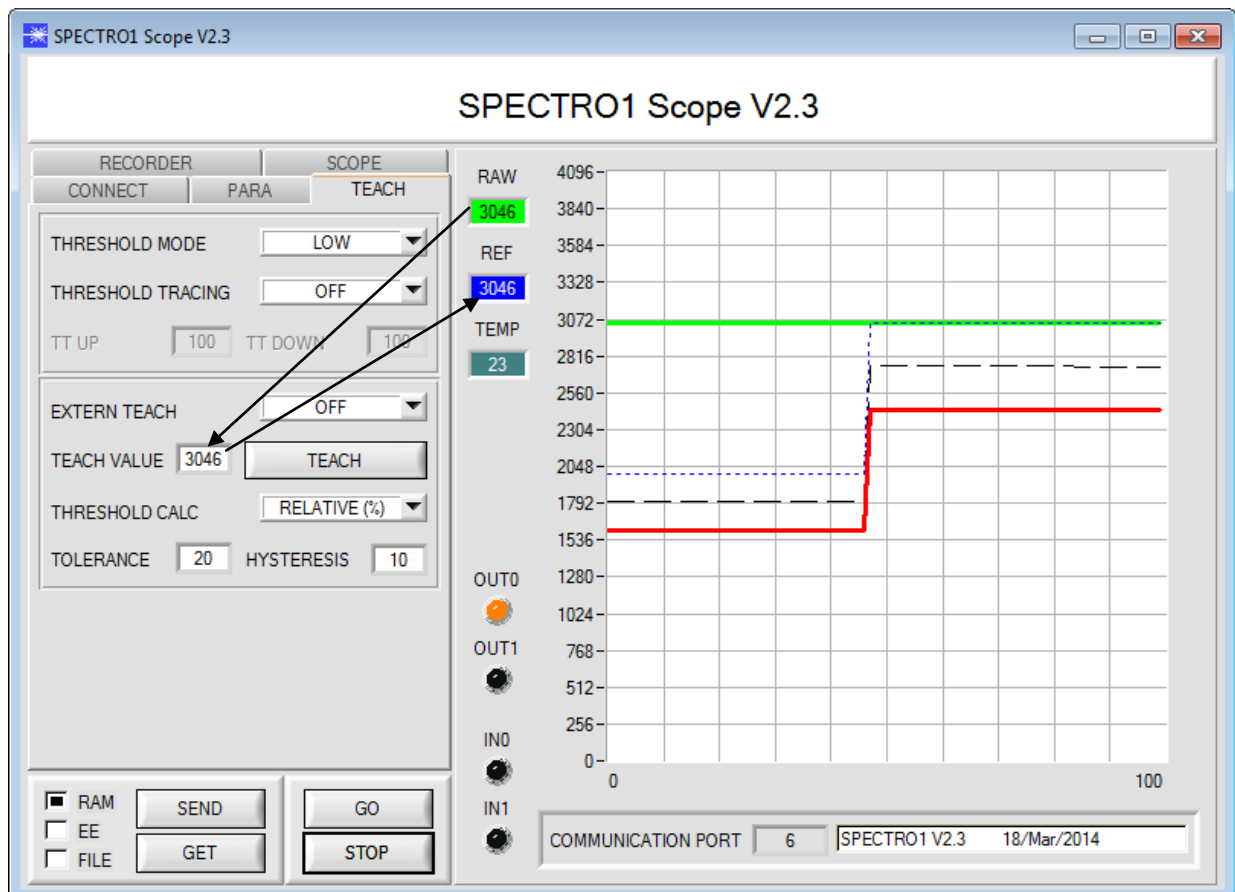 SPECTRO1 Scope V2.3
SPECTRO1 Scope V2.3
RECORDER SCOPE
CONNECT PARA TEACH
THRESHOLD MODE LOW
THRESHOLD TRACING OFF
TT UP 100 TT DOWN 100
EXTERN TEACH OFF
TEACH VALUE 3046 TEACH
THRESHOLD CALC RELATIVE (%)
TOLERANCE 20 HYSTERESIS 10
RAM SEND
EE
FILE GET
GO
STOP
RAW
3046
REF
3046
TEMP
23
OUT0
OUT1
IN0
IN1
4096
3840
3584
3328
3072
2816
2560
2304
2048
1792
1536
1280
1024
768
512
256
0
0 100
COMMUNICATION PORT 6 SPECTRO1 V2.3 18/Mar/2014